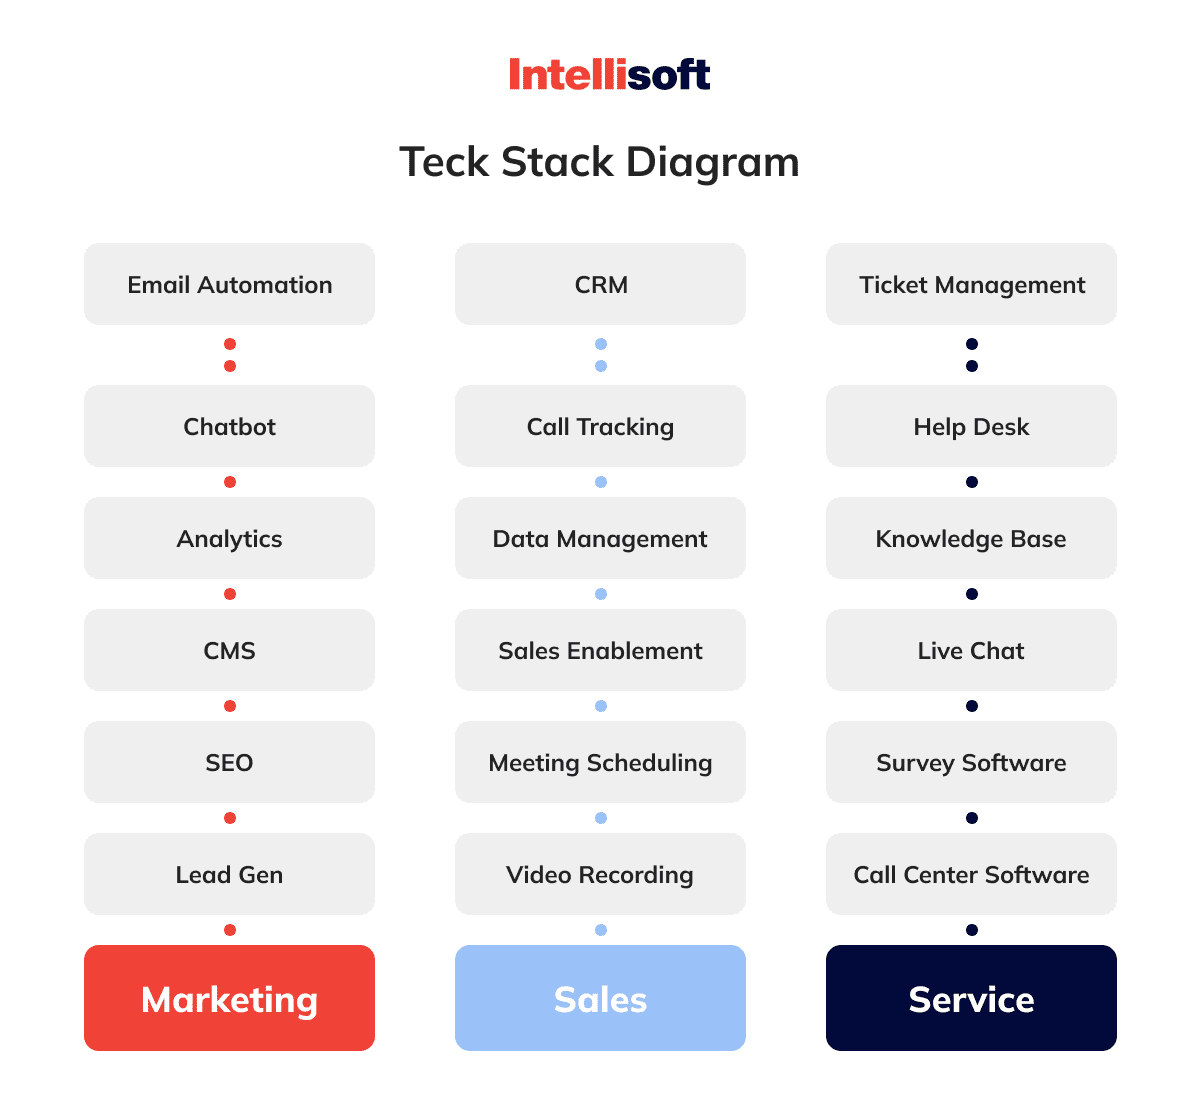 Intellisoft
Teck Stack Diagram
Email Automation
Chatbot
Analytics
CMS
SEO
Lead Gen
Marketing
CRM
Call Tracking
Data Management
Sales Enablement
Meeting Scheduling
Video Recording
Sales
Ticket Management
Help Desk
Knowledge Base
Live Chat
Survey Software
Call Center Software
Service